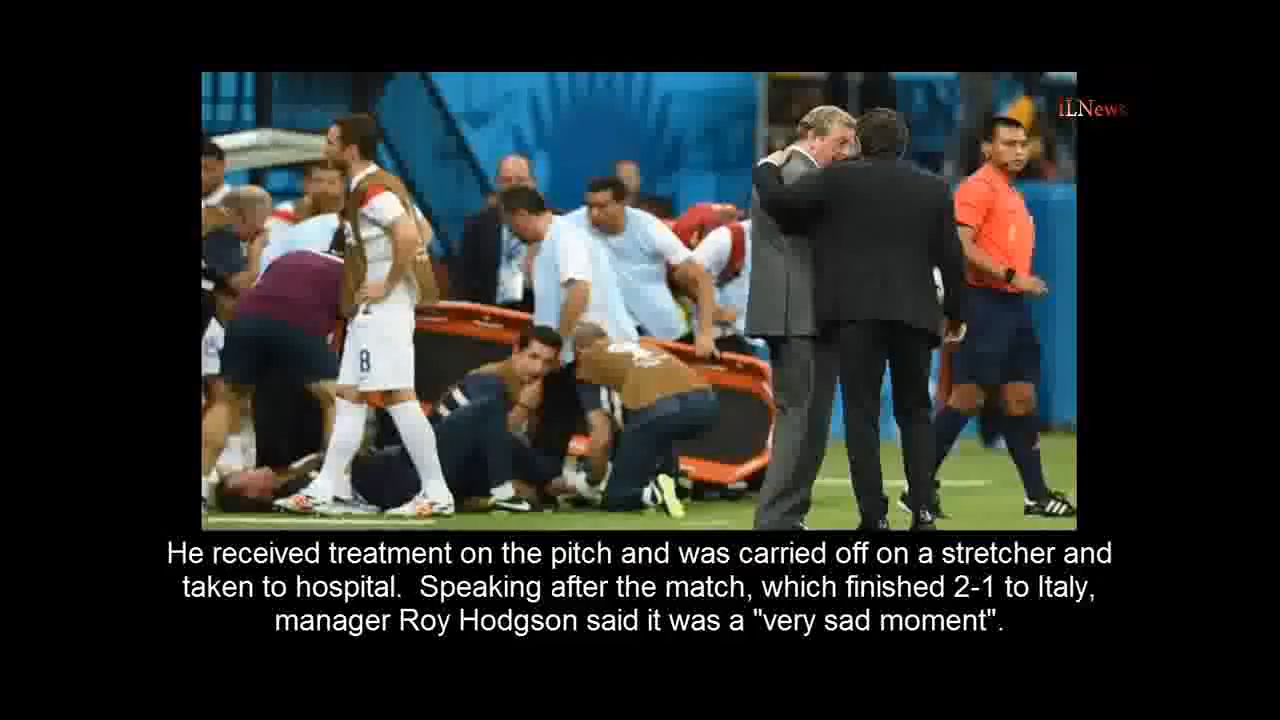 ILNews
8
He received treatment on the pitch and was carried off on a stretcher and
taken to hospital.  Speaking after the match, which finished 2-1 to Italy,
manager Roy Hodgson said it was a "very sad moment".